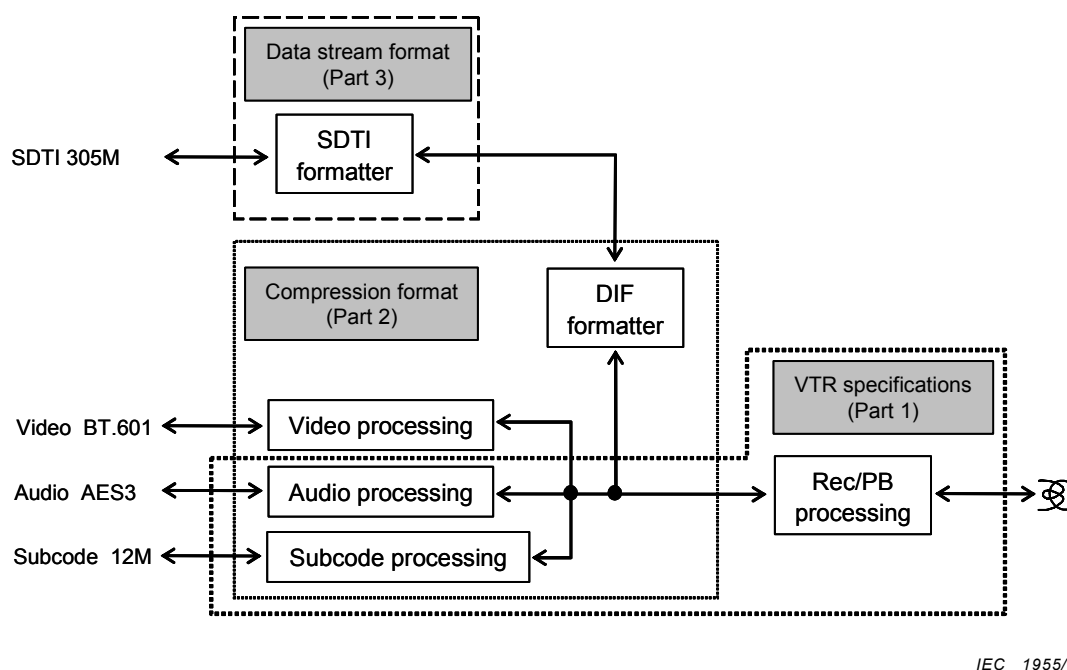 Data stream format
(Part 3)
SDTI
formatter
SDTI 305M
Compression format
(Part 2)
DIF
formatter
VTR specifications
(Part 1)
Video BT.601
Video processing
Audio AES3
Audio processing
Rec/PB
processing
Subcode 12M
Subcode processing
IEC 1955/